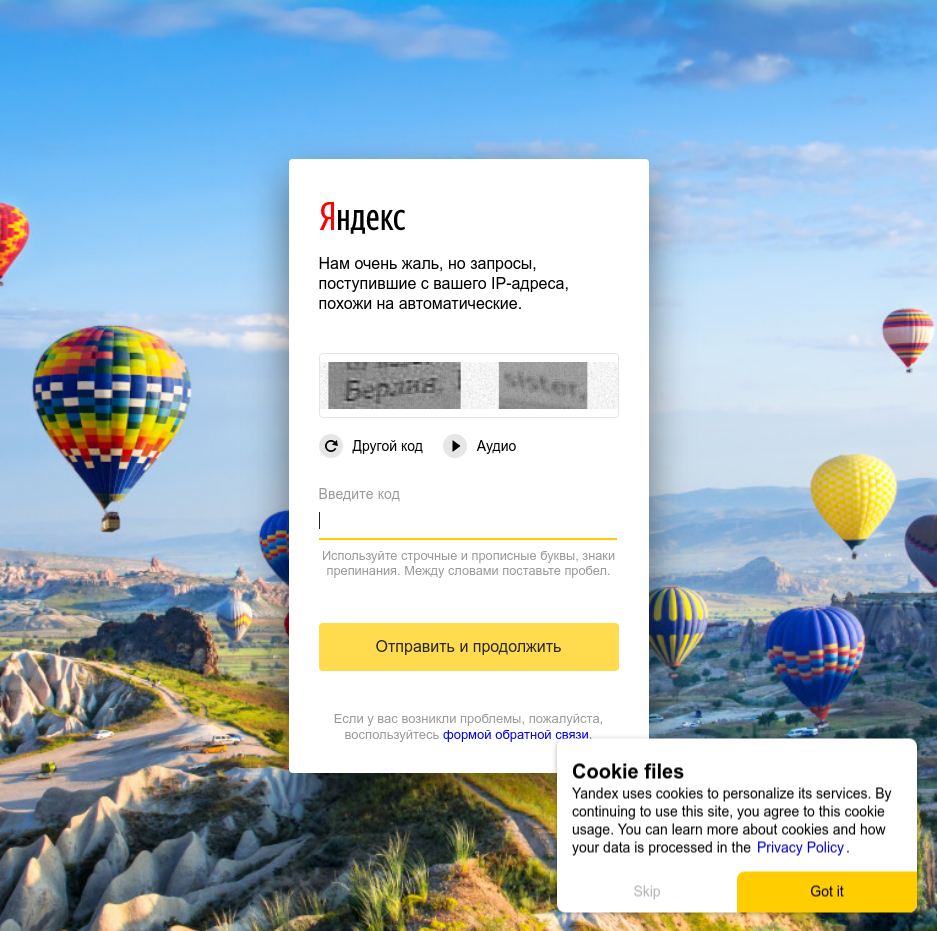 Яндекс
Нам очень жаль, но запросы,
поступившие с вашего IP-адреса,
похожи на автоматические.
Берлия, sister,
Другой код Аудио
Введите код
Используйте строчные и прописные буквы, знаки
препинания. Между словами поставьте пробел.
Отправить и продолжить
Если у вас возникли проблемы, пожалуйста,
воспользуйтесь формой обратной связи.
Cookie files
Yandex uses cookies to personalize its services. By
continuing to use this site, you agree to this cookie
usage. You can learn more about cookies and how
your data is processed in the Privacy Policy.
Skip Got it